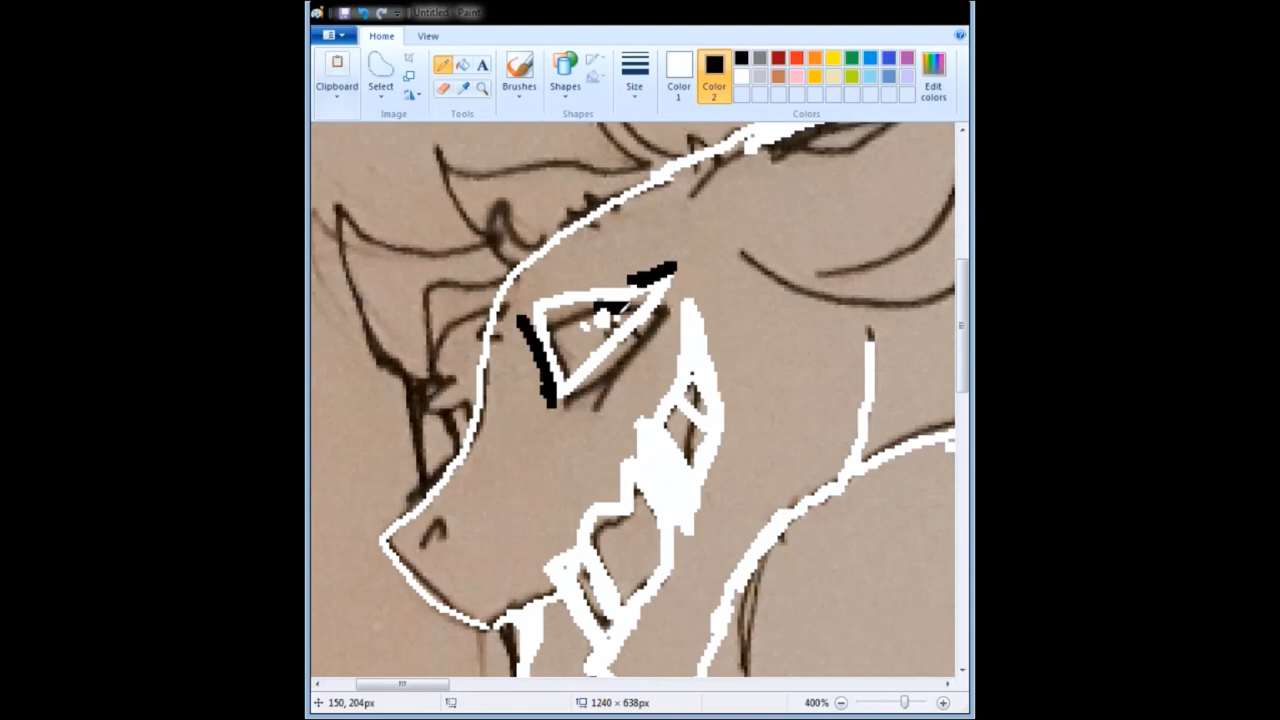 Untitled - Paint
Home View
Clipboard
Select
Image
A
Tools
Brushes
Shapes
Shapes
Size
Color 1
Color 2
Edit colors
Colors
150, 204px
1240 × 638px
400%